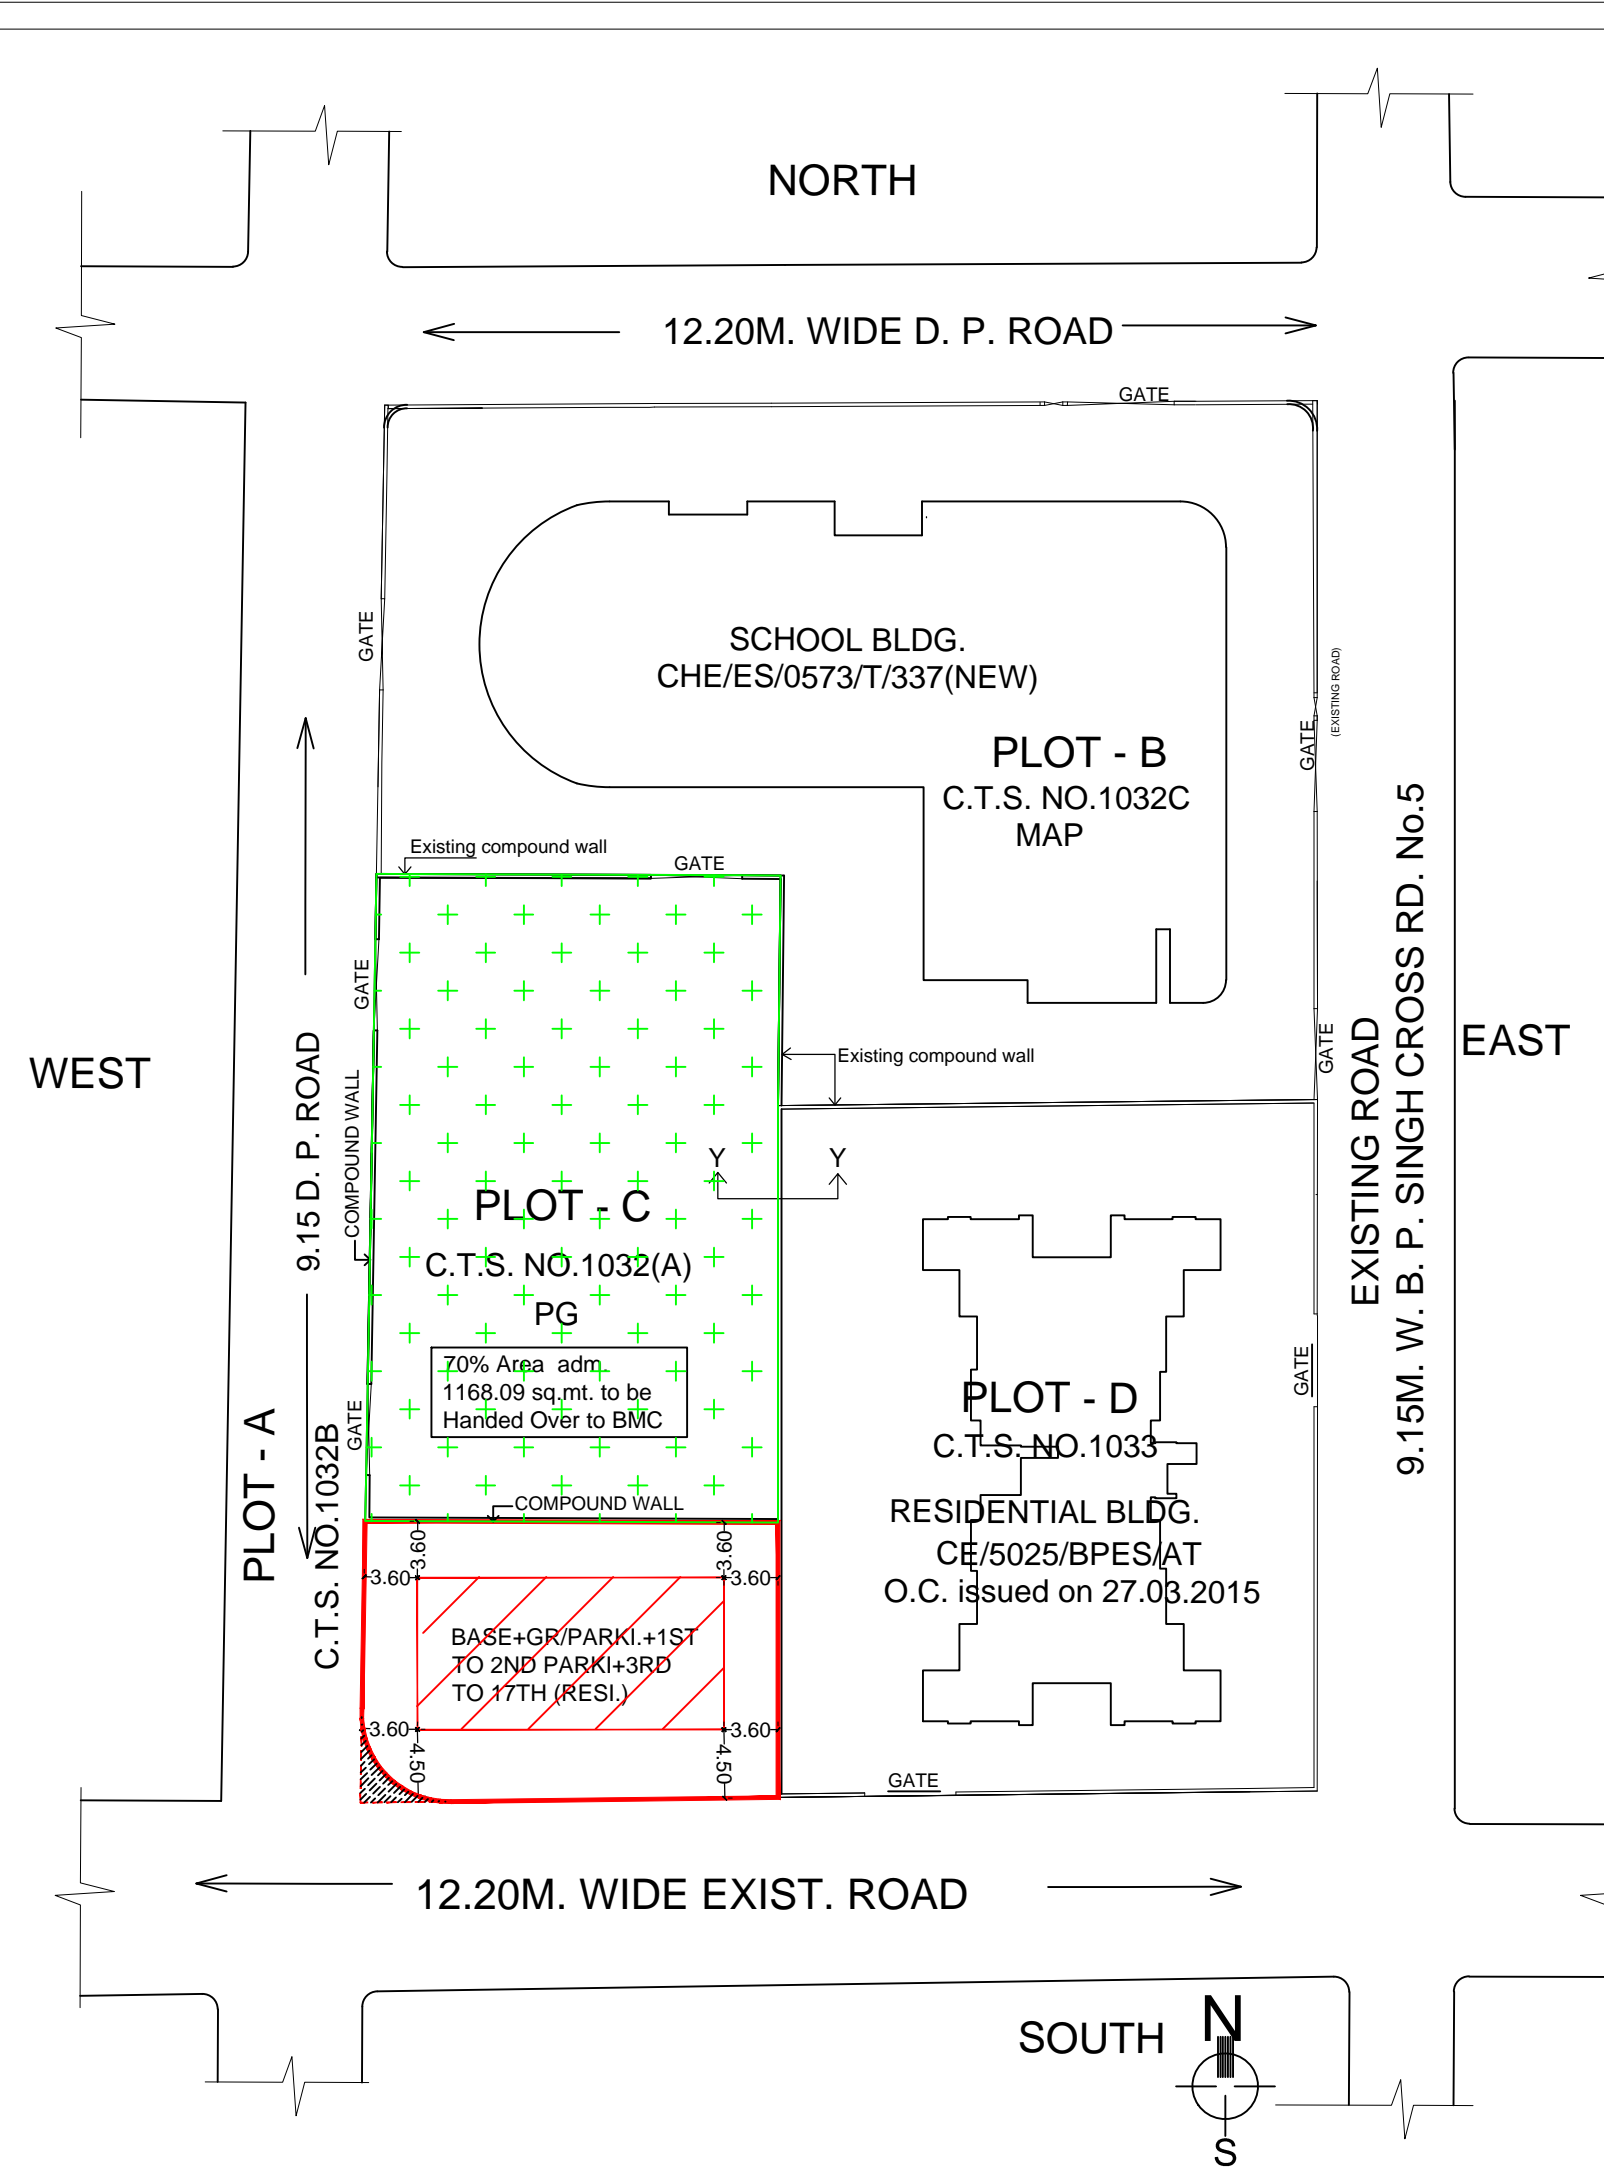 NORTH
12.20M. WIDE D. P. ROAD
GATE
GATE
SCHOOL BLDG.
CHE/ES/0573/T/337(NEW)
(EXISTING ROAD)
GATE
PLOT - B
C.T.S. NO.1032C
MAP
Existing compound wall
GATE
GATE
WEST
9.15 D. P. ROAD
COMPOUND WALL
Existing compound wall
GATE
EXISTING ROAD
9.15M. W. B. P. SINGH CROSS RD. No.5
EAST
Y
Y
PLOT - C
C.T.S. NO.1032(A)
PG
70% Area adm.
1168.09 sq.mt. to be
Handed Over to BMC
GATE
PLOT - A
C.T.S. NO.1032B
GATE
PLOT - D
C.T.S. NO.1033
RESIDENTIAL BLDG.
CE/5025/BPES/AT
O.C. issued on 27.03.2015
COMPOUND WALL
3.60
3.60
3.60
3.60
BASE+GR/PARKI.+1ST
TO 2ND PARKI+3RD
TO 17TH (RESI.)
3.60
3.60
4.50
4.50
GATE
12.20M. WIDE EXIST. ROAD
SOUTH
N
S